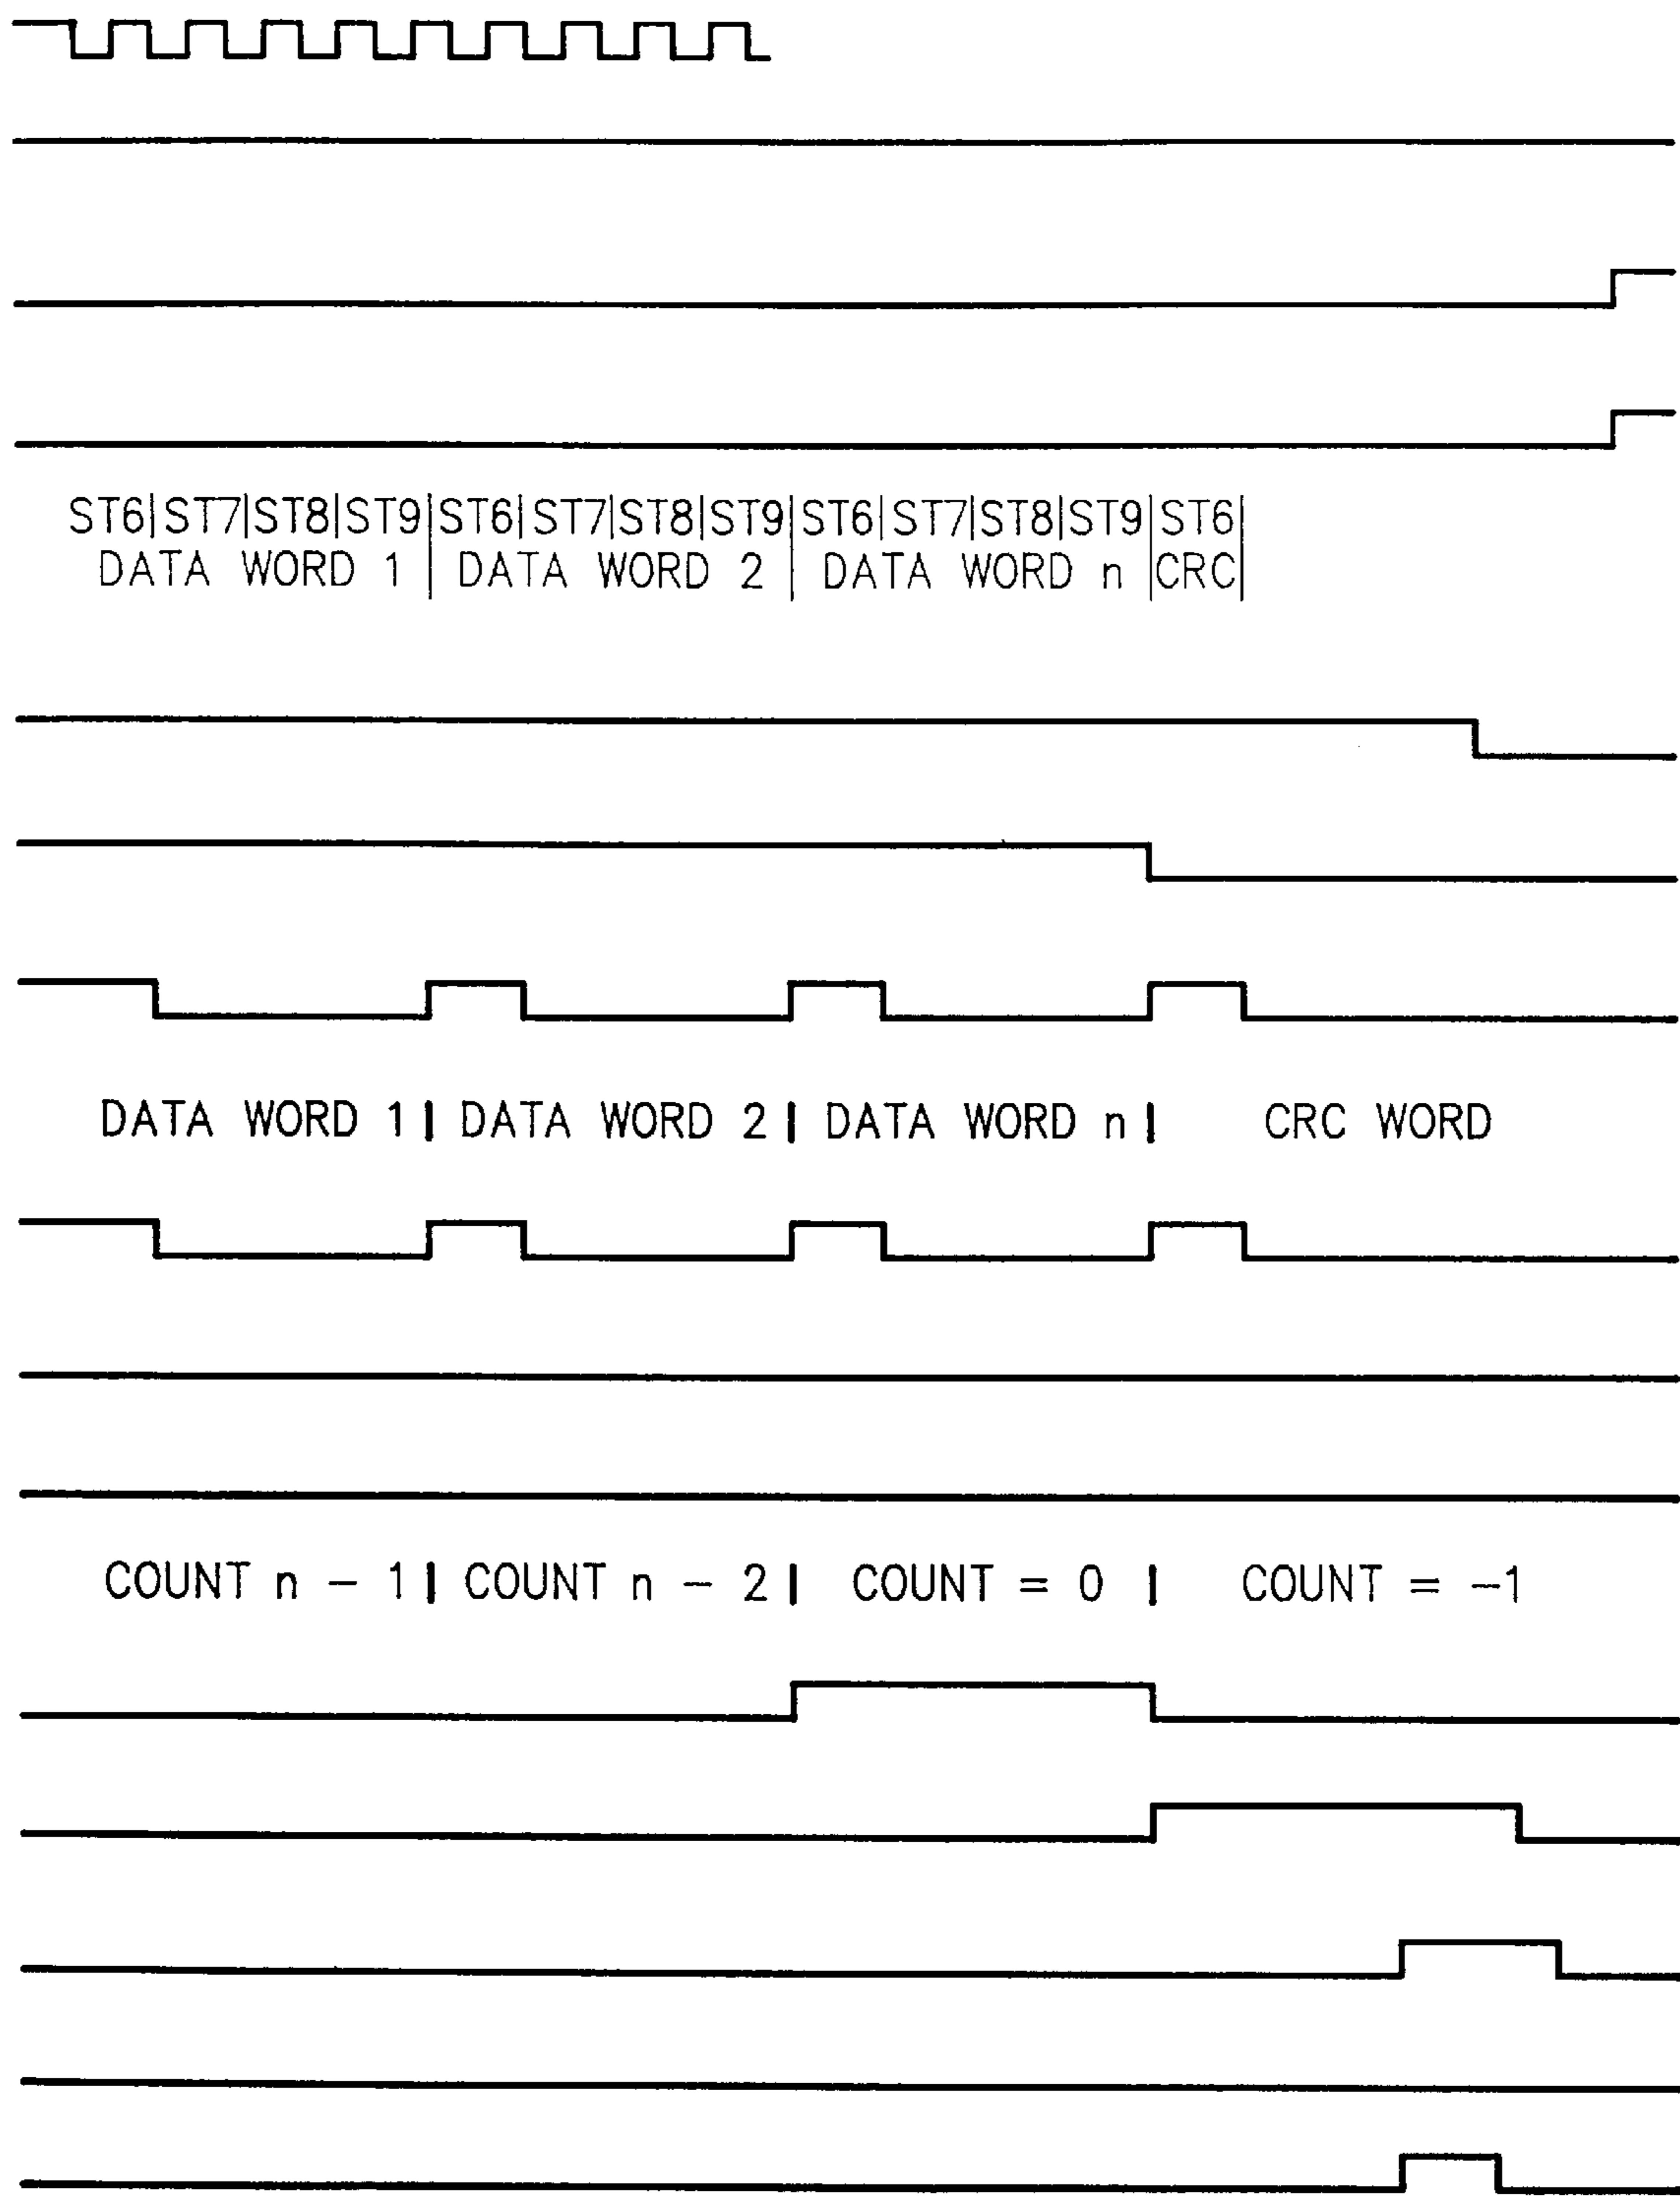 ST6|ST7|ST8|ST9|ST6|ST7|ST8|ST9|ST6|ST7|ST8|ST9|ST6|
DATA WORD 1| DATA WORD 2| DATA WORD n|CRC|
DATA WORD 1| DATA WORD 2| DATA WORD n| CRC WORD
COUNT n - 1| COUNT n - 2| COUNT = 0 | COUNT = -1